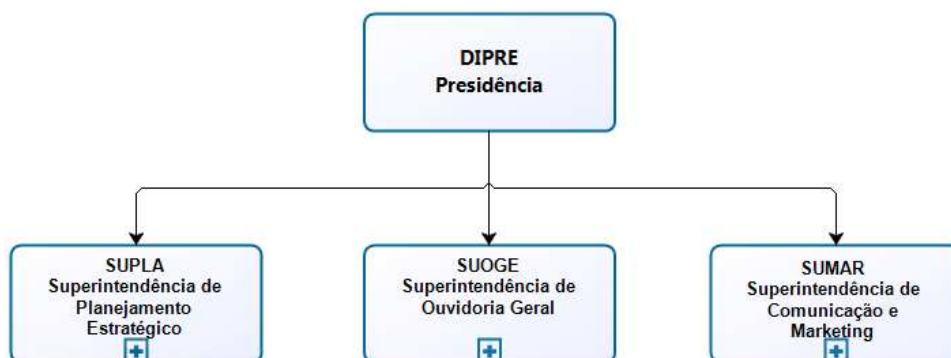 DIPRE
Presidência
SUPLA
Superintendência de
Planejamento
Estratégico
SUOGE
Superintendência de
Ouvidoria Geral
SUMAR
Superintendência de
Comunicação e
Marketing